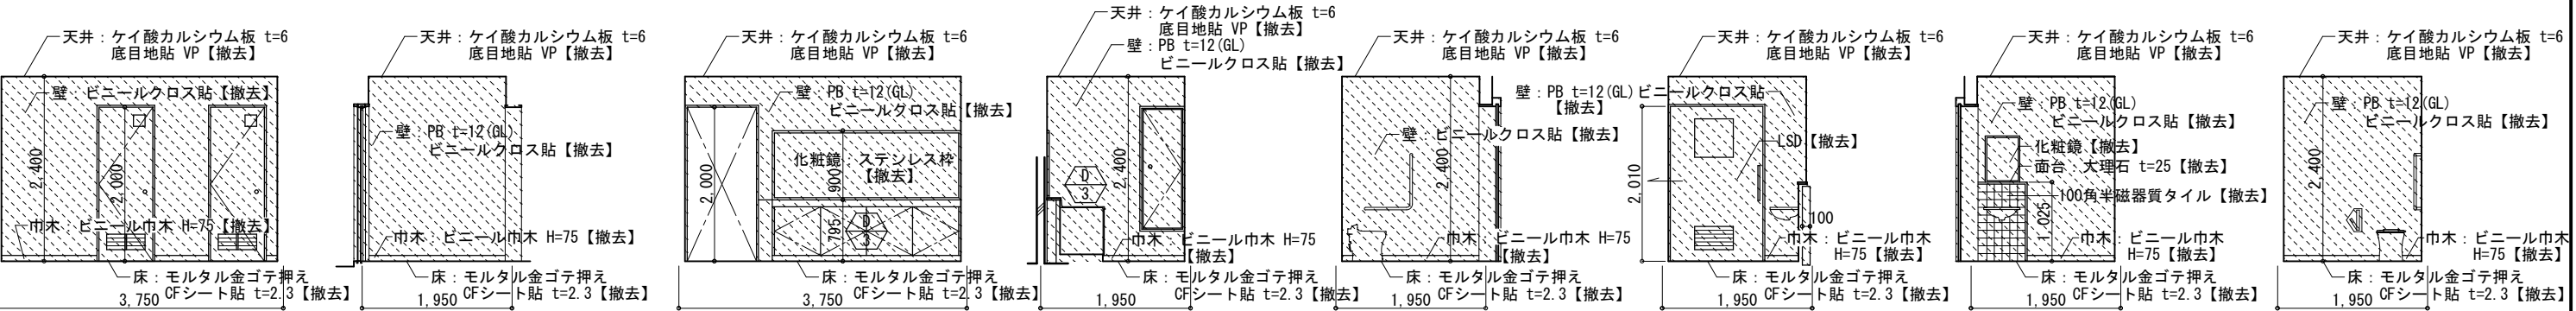 天井：ケイ酸カルシウム板 t=6
底目地貼 VP【撤去】
壁：ビニールクロス貼【撤去】
2,400
2,000
巾木：ビニール巾木 H=75【撤去】
床：モルタル金ゴテ押え
CFシート貼 t=2.3【撤去】
3,750
天井：ケイ酸カルシウム板 t=6
底目地貼 VP【撤去】
壁：PB t=12(GL)
ビニールクロス貼【撤去】
巾木：ビニール巾木 H=75【撤去】
床：モルタル金ゴテ押え
CFシート貼 t=2.3【撤去】
1,950
天井：ケイ酸カルシウム板 t=6
底目地貼 VP【撤去】
壁：PB t=12(GL)
ビニールクロス貼【撤去】
化粧鏡：ステンレス枠
【撤去】
2,000
900
795
D
3
床：モルタル金ゴテ押え
CFシート貼 t=2.3【撤去】
3,750
天井：ケイ酸カルシウム板 t=6
底目地貼 VP【撤去】
壁：PB t=12(GL)
ビニールクロス貼【撤去】
D
3
2,400
巾木：ビニール巾木 H=75
【撤去】
床：モルタル金ゴテ押え
CFシート貼 t=2.3【撤去】
1,950
天井：ケイ酸カルシウム板 t=6
底目地貼 VP【撤去】
壁：ビニールクロス貼【撤去】
2,400
巾木：ビニール巾木 H=75
【撤去】
床：モルタル金ゴテ押え
CFシート貼 t=2.3【撤去】
1,950
天井：ケイ酸カルシウム板 t=6
底目地貼 VP【撤去】
壁：PB t=12(GL)ビニールクロス貼
【撤去】
LSD【撤去】
2,010
100
巾木：ビニール巾木
H=75【撤去】
床：モルタル金ゴテ押え
CFシート貼 t=2.3【撤去】
1,950
天井：ケイ酸カルシウム板 t=6
底目地貼 VP【撤去】
壁：PB t=12(GL)
ビニールクロス貼【撤去】
化粧鏡【撤去】
面台：大理石 t=25【撤去】
100角半磁器質タイル【撤去】
1,025
巾木：ビニール巾木
H=75【撤去】
床：モルタル金ゴテ押え
CFシート貼 t=2.3【撤去】
1,950
天井：ケイ酸カルシウム板 t=6
底目地貼 VP【撤去】
壁：PB t=12(GL)
ビニールクロス貼【撤去】
2,400
巾木：ビニール巾木
H=75【撤去】
床：モルタル金ゴテ押え
CFシート貼 t=2.3【撤去】
1,950